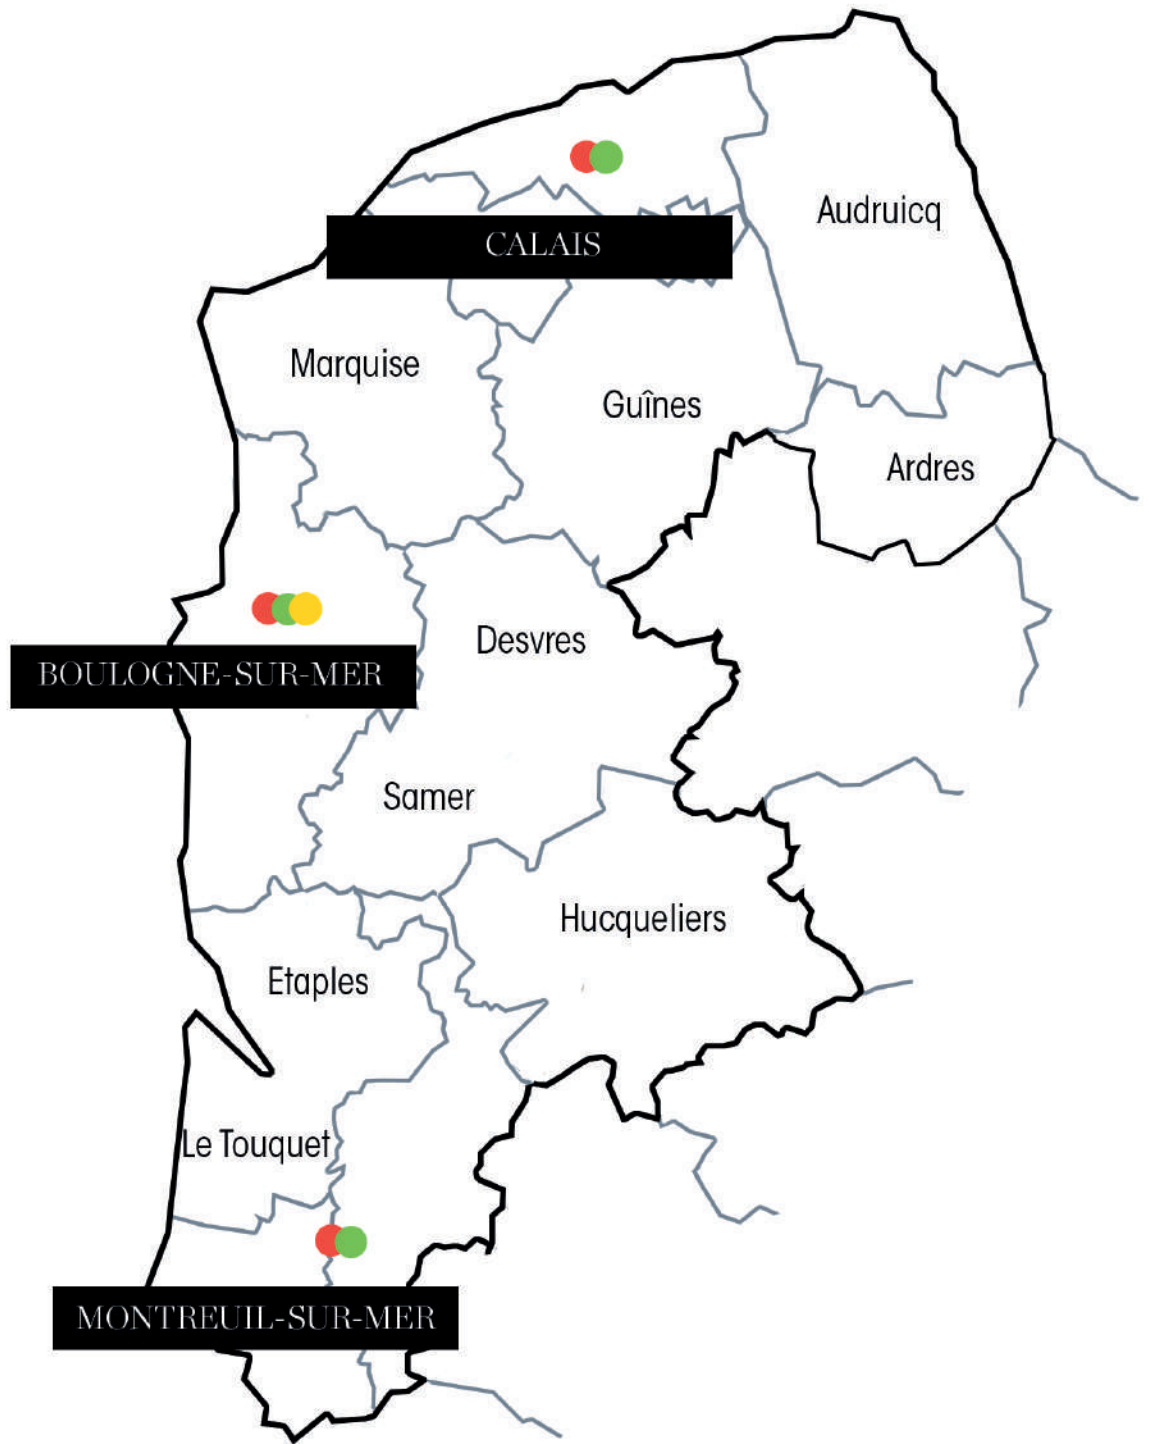 Audruicq
CALAIS
Marquise
Guînes
Ardres
Desvres
BOULOGNE-SUR-MER
Samer
Hucqueliers
Etaples
Le Touquet
MONTREUIL-SUR-MER